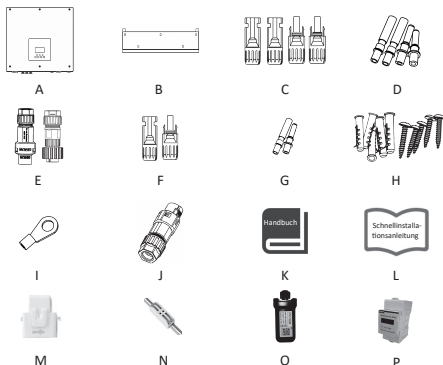 A
B
C
D
E
F
G
H
Handbuch
Schnellinstalla-
tionsanleitung
I
J
K
L
M
N
O
P